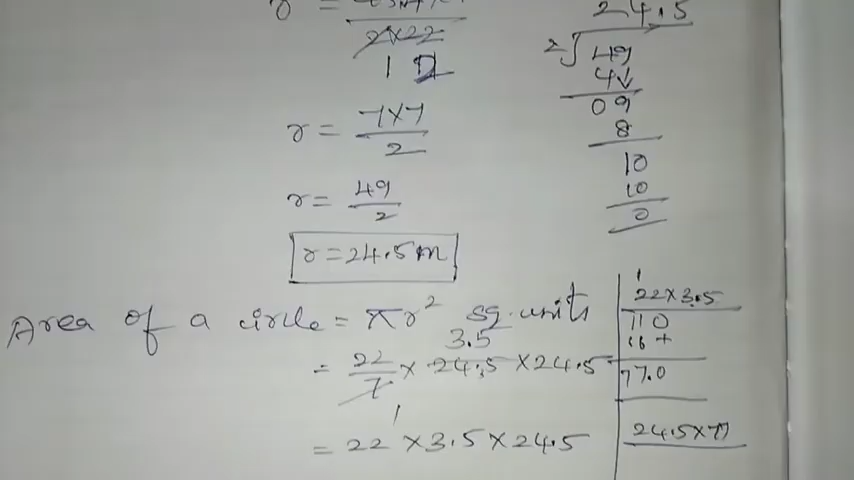 r =
2×22
1
r = 7×7
2
r = 49
2
r = 24.5m
24.5
2 49
4↓
09
8
10
10
0
Area of a circle = πr² sq.units
3.5
= 22/7 × 24.5 × 24.5
1
= 22 × 3.5 × 24.5
1
22×3.5
110
66+
77.0
24.5×77